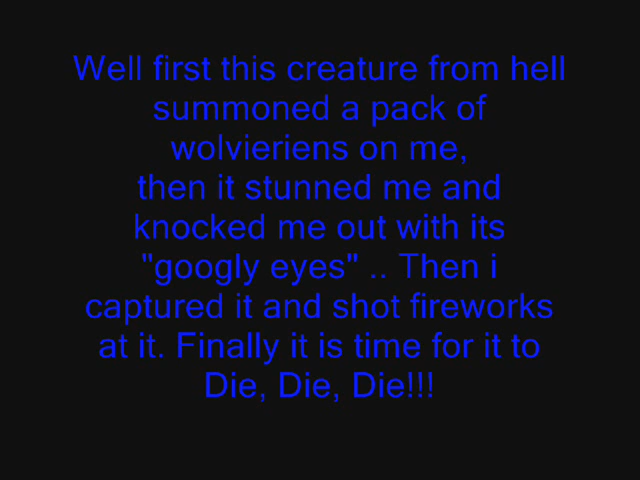 Well first this creature from hell
summoned a pack of
wolvieriens on me,
then it stunned me and
knocked me out with its
"googly eyes" .. Then i
captured it and shot fireworks
at it. Finally it is time for it to
Die, Die, Die!!!